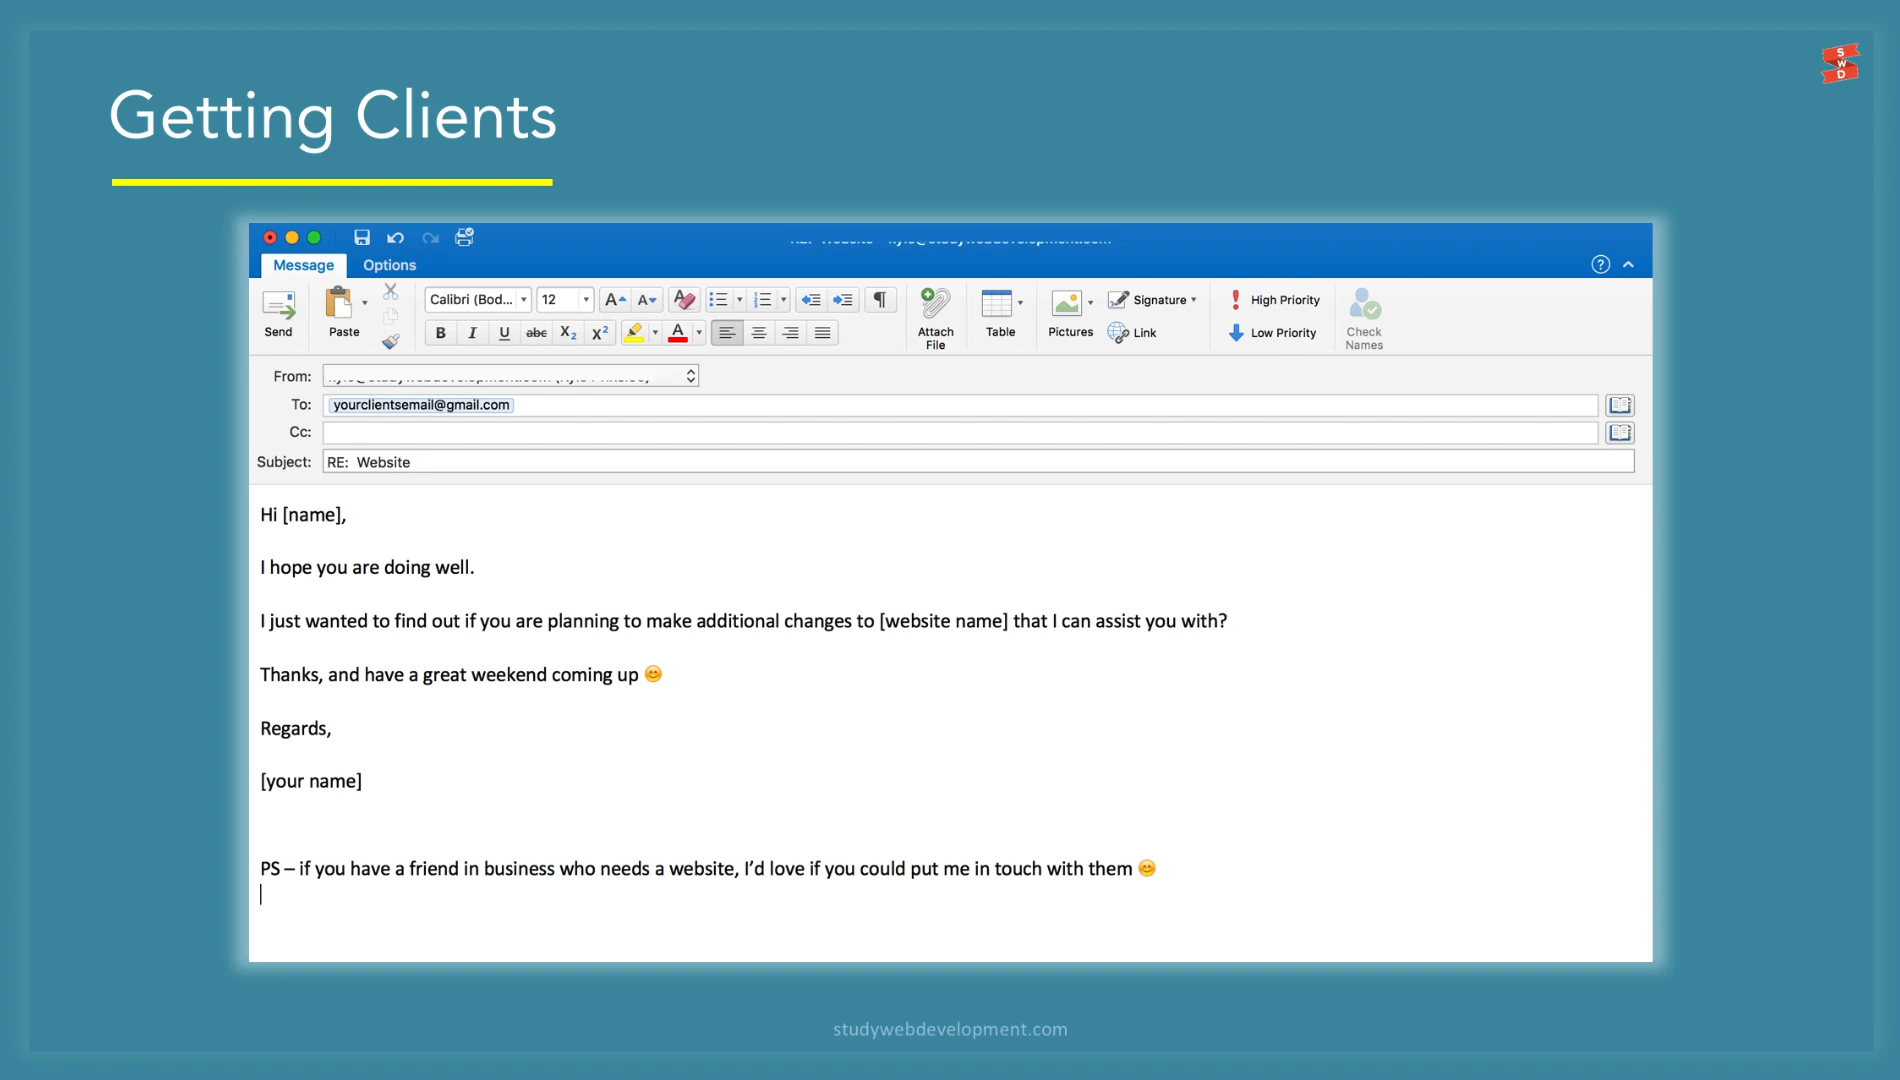 Getting Clients
S
W
D
Message Options
Send
Paste
Calibri (Bod... 12
A A A
B I U abc X2 X2 A
Attach File
Table
Pictures
Signature
Link
High Priority
Low Priority
Check Names
From:
To: yourclientsemail@gmail.com
Cc:
Subject: RE: Website
Hi [name],
I hope you are doing well.
I just wanted to find out if you are planning to make additional changes to [website name] that I can assist you with?
Thanks, and have a great weekend coming up 😊
Regards,
[your name]
PS – if you have a friend in business who needs a website, I’d love if you could put me in touch with them 😊
studywebdevelopment.com